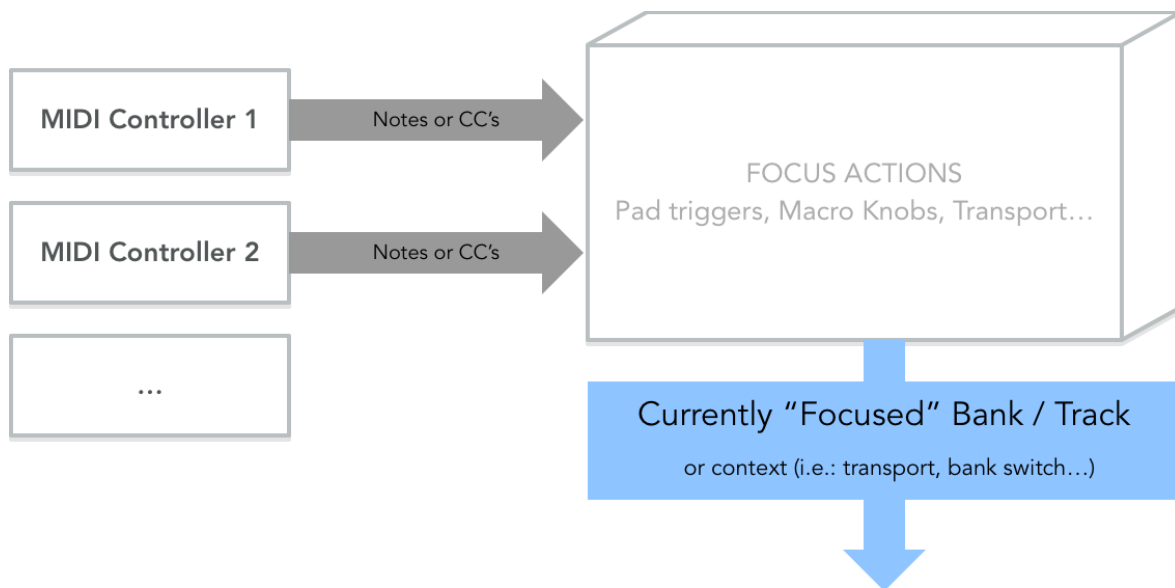 MIDI Controller 1
Notes or CC’s
FOCUS ACTIONS
Pad triggers, Macro Knobs, Transport…
MIDI Controller 2
Notes or CC’s
…
Currently “Focused” Bank / Track
or context (i.e.: transport, bank switch…)